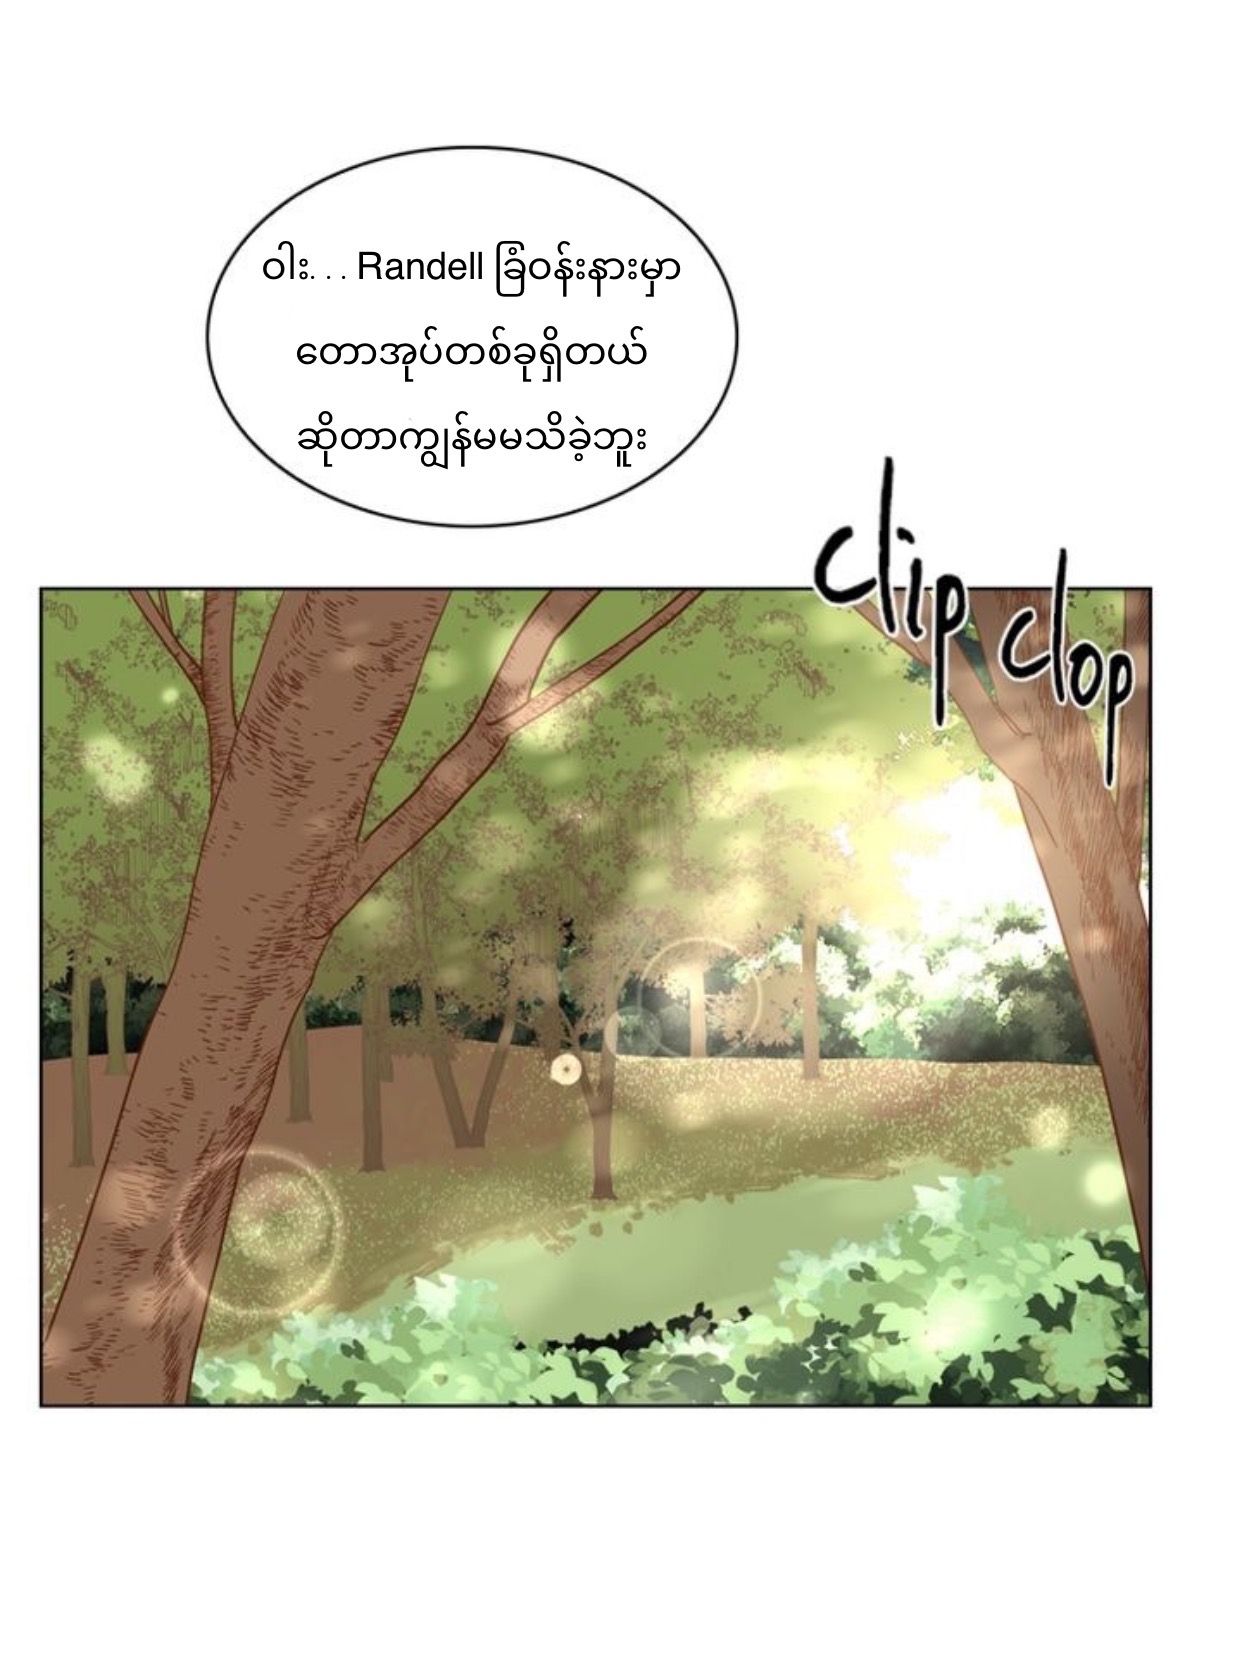 ဝါး... Randell ခြံဝန်းနားမှာ
တောအုပ်တစ်ခုရှိတယ်
ဆိုတာကျွန်မမသိခဲ့ဘူး
clip clop